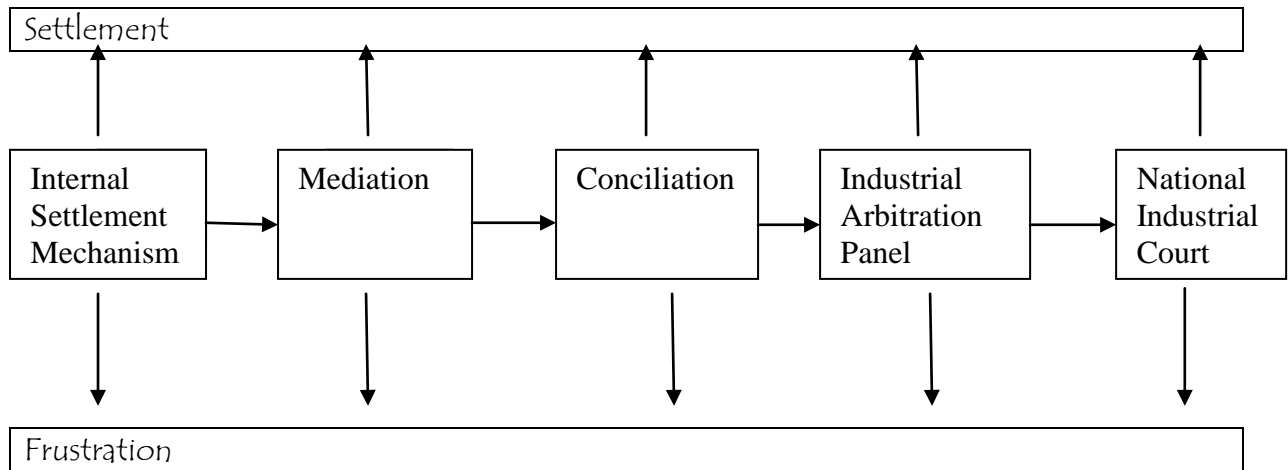 Settlement
Internal
Settlement
Mechanism
Mediation
Conciliation
Industrial
Arbitration
Panel
National
Industrial
Court
Frustration